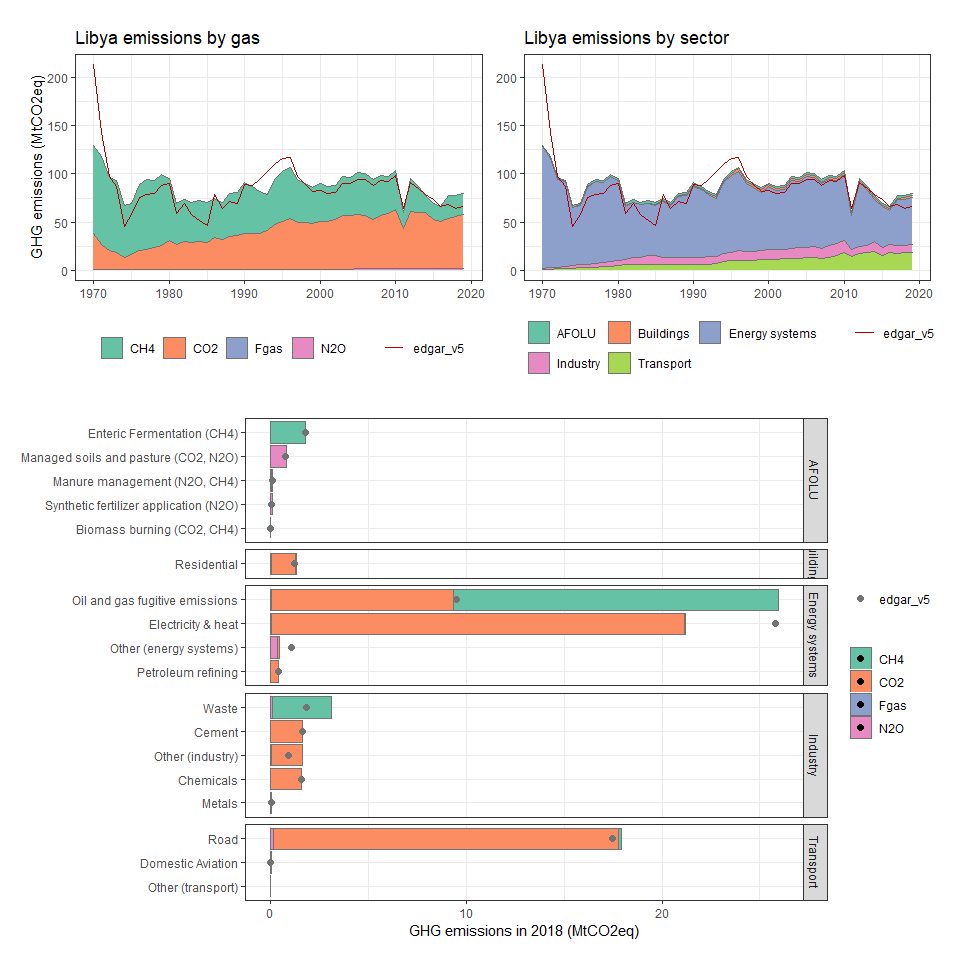 Libya emissions by gas
GHG emissions (MtCO2eq)
200
150
100
50
0
1970 1980 1990 2000 2010 2020
CH4 CO2 Fgas N2O edgar_v5
Libya emissions by sector
200
150
100
50
0
1970 1980 1990 2000 2010 2020
AFOLU Buildings Energy systems edgar_v5
Industry Transport
Enteric Fermentation (CH4)
Managed soils and pasture (CO2, N2O)
Manure management (N2O, CH4)
Synthetic fertilizer application (N2O)
Biomass burning (CO2, CH4)
AFOLU
Residential
uilding
Oil and gas fugitive emissions
Electricity & heat
Other (energy systems)
Petroleum refining
Energy systems
Waste
Cement
Other (industry)
Chemicals
Metals
Industry
Road
Domestic Aviation
Other (transport)
Transport
0 10 20
GHG emissions in 2018 (MtCO2eq)
edgar_v5
CH4
CO2
Fgas
N2O